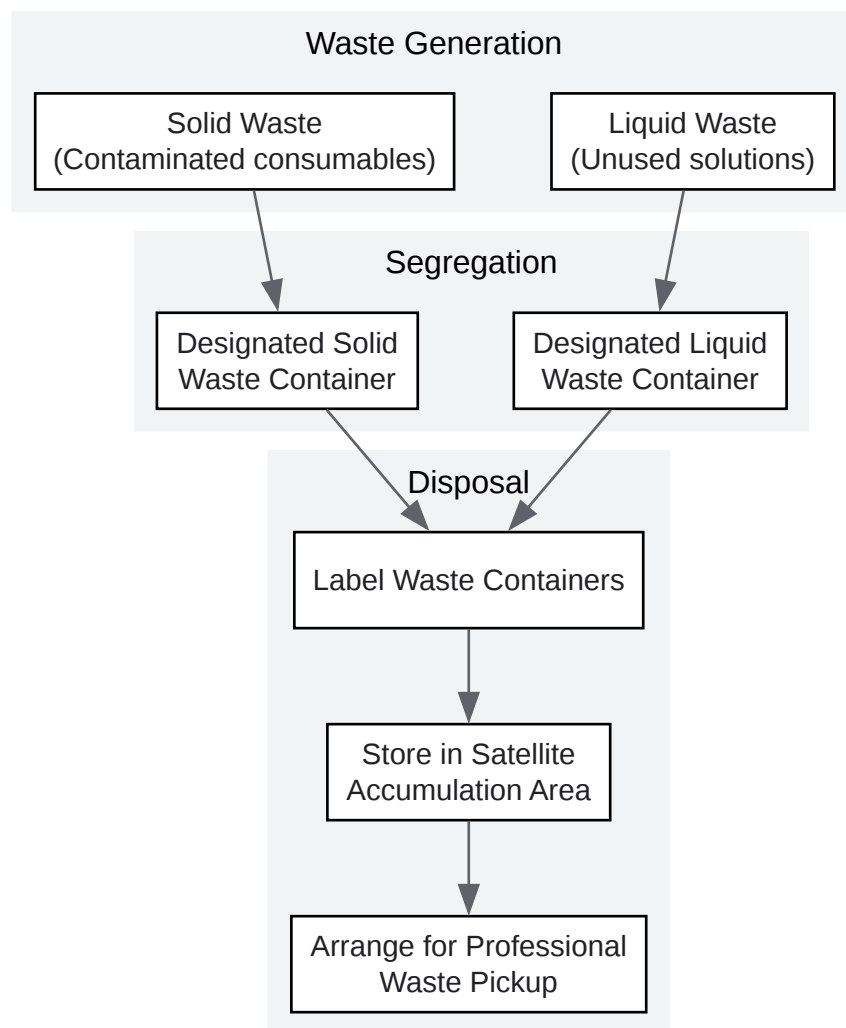 Waste Generation
Solid Waste
(Contaminated consumables)
Liquid Waste
(Unused solutions)
Segregation
Designated Solid
Waste Container
Designated Liquid
Waste Container
Disposal
Label Waste Containers
Store in Satellite
Accumulation Area
Arrange for Professional
Waste Pickup